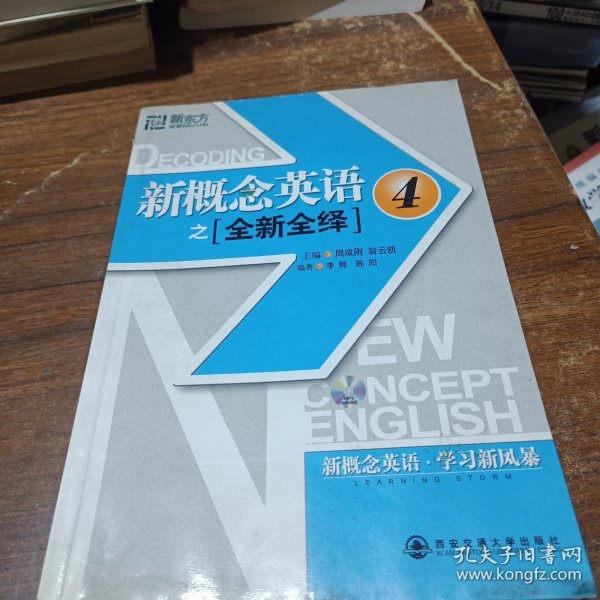 新东方
DECODING
新概念英语 4
之[全新全绎]
主编 周成刚 翁云凯
编著 李辉 陈阳
NEW
CONCEPT
ENGLISH
MP3
INSIDE
新概念英语·学习新风暴
LEARNING STORM
西安交通大学出版社
孔夫子旧书网
www.kongfz.com